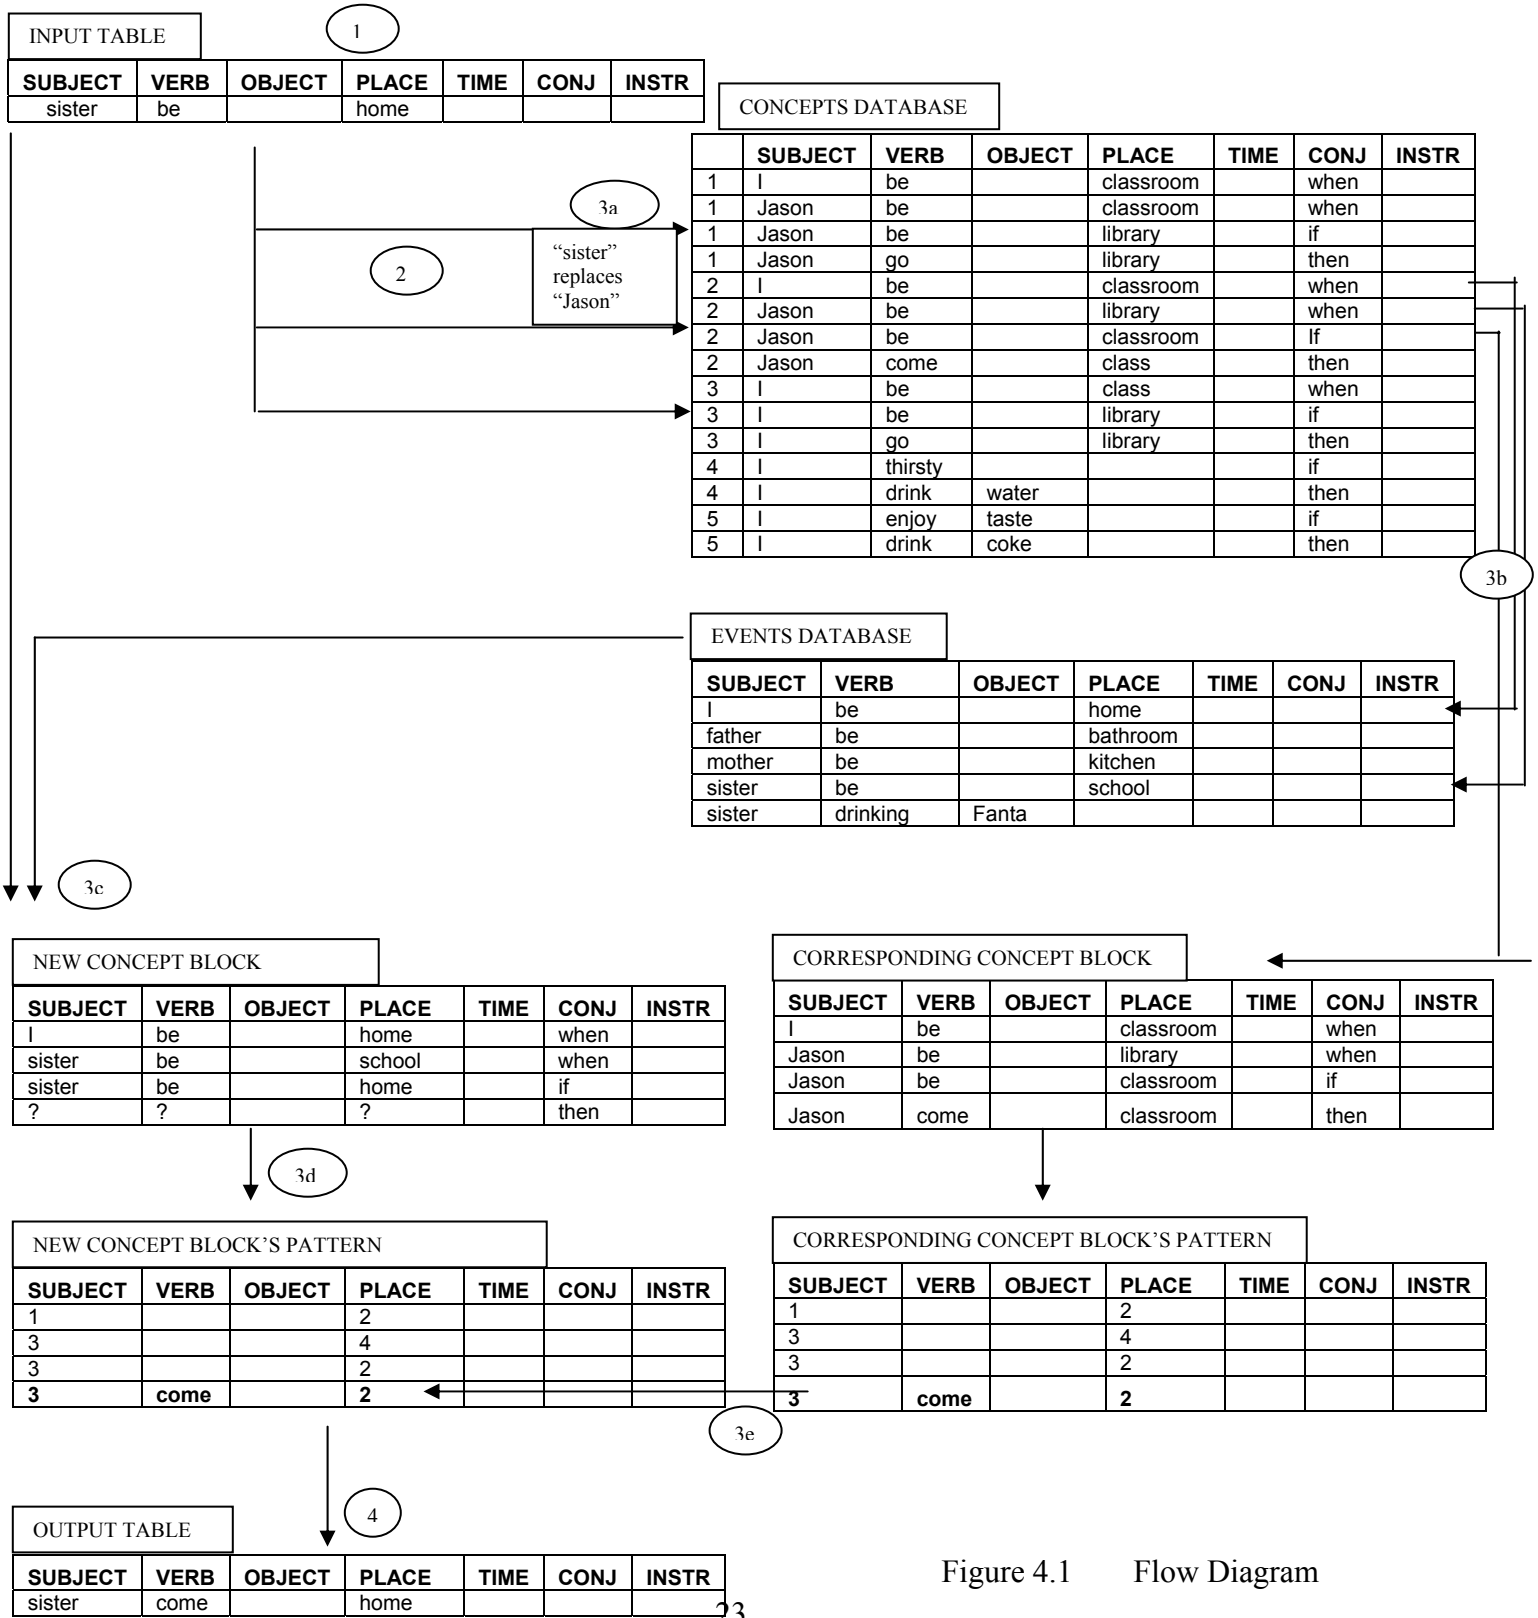 INPUT TABLE
1
SUBJECT VERB OBJECT PLACE TIME CONJ INSTR
sister be home
CONCEPTS DATABASE
SUBJECT VERB OBJECT PLACE TIME CONJ INSTR
1 I be classroom when
1 Jason be classroom when
1 Jason be library if
1 Jason go library then
2 I be classroom when
2 Jason be library when
2 Jason be classroom If
2 Jason come class then
3 I be class when
3 I be library if
3 I go library then
4 I thirsty if
4 I drink water then
5 I enjoy taste if
5 I drink coke then
3a
2
“sister”
replaces
“Jason”
3b
EVENTS DATABASE
SUBJECT VERB OBJECT PLACE TIME CONJ INSTR
I be home
father be bathroom
mother be kitchen
sister be school
sister drinking Fanta
3c
NEW CONCEPT BLOCK
SUBJECT VERB OBJECT PLACE TIME CONJ INSTR
I be home when
sister be school when
sister be home if
? ? ? then
CORRESPONDING CONCEPT BLOCK
SUBJECT VERB OBJECT PLACE TIME CONJ INSTR
I be classroom when
Jason be library when
Jason be classroom if
Jason come classroom then
3d
NEW CONCEPT BLOCK’S PATTERN
SUBJECT VERB OBJECT PLACE TIME CONJ INSTR
1 2
3 4
3 2
3 come 2
CORRESPONDING CONCEPT BLOCK’S PATTERN
SUBJECT VERB OBJECT PLACE TIME CONJ INSTR
1 2
3 4
3 2
3 come 2
3e
4
OUTPUT TABLE
SUBJECT VERB OBJECT PLACE TIME CONJ INSTR
sister come home
Figure 4.1 Flow Diagram
23